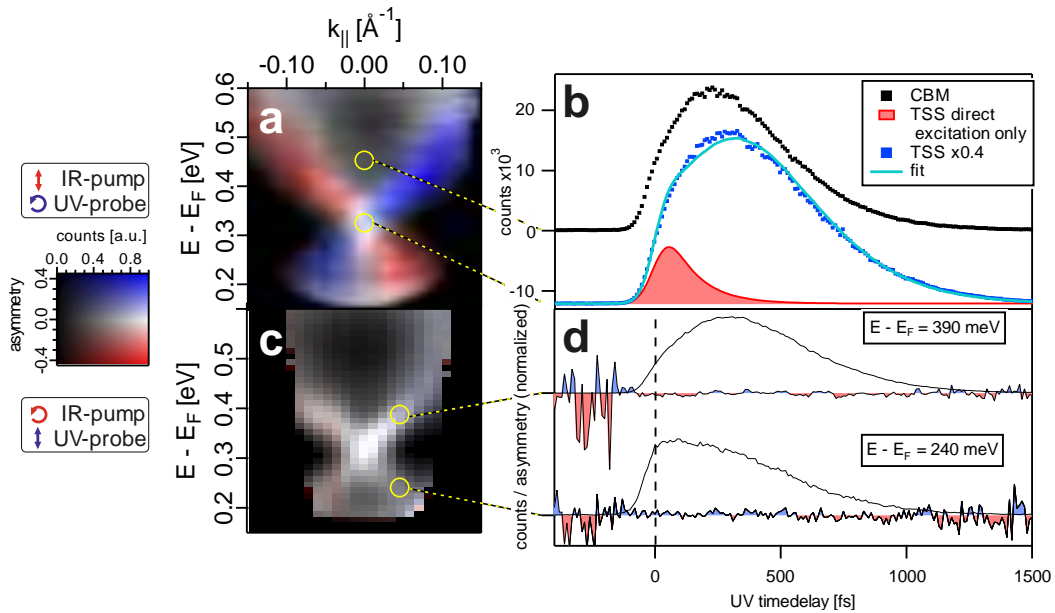 k|| [Å-1]
-0.10 0.00 0.10
a
0.6
0.5
0.4
0.3
0.2
E - EF [eV]
IR-pump
UV-probe
counts [a.u.]
0.0 0.4 0.8
0.4
0.0
-0.4
asymmetry
IR-pump
UV-probe
c
0.5
0.4
0.3
0.2
E - EF [eV]
b
20
10
0
-10
counts x10³
CBM
TSS direct
excitation only
TSS x0.4
fit
d
E - EF = 390 meV
E - EF = 240 meV
counts / asymmetry (normalized)
0 500 1000 1500
UV timedelay [fs]